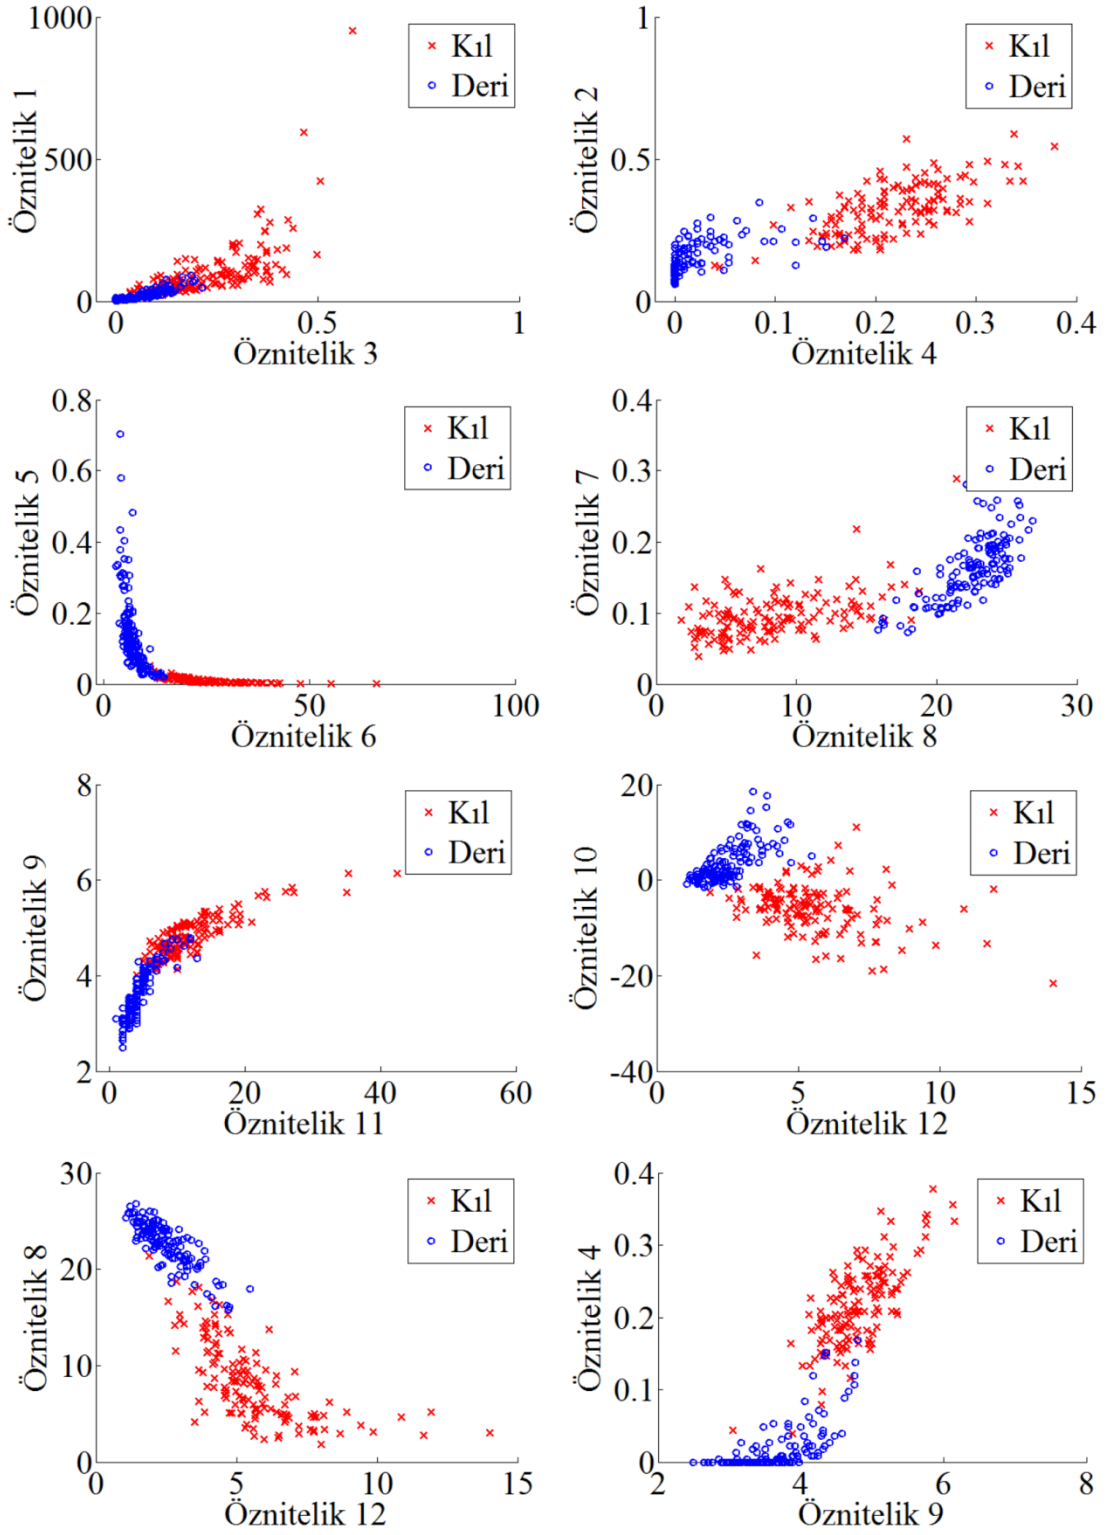 1000
500
0
0
0.5
1
Öznitelik 1
Öznitelik 3
Kıl
Deri
1
0.5
0
0
0.1
0.2
0.3
0.4
Öznitelik 2
Öznitelik 4
Kıl
Deri
0.8
0.6
0.4
0.2
0
0
50
100
Öznitelik 5
Öznitelik 6
Kıl
Deri
0.4
0.3
0.2
0.1
0
0
10
20
30
Öznitelik 7
Öznitelik 8
Kıl
Deri
8
6
4
2
0
20
40
60
Öznitelik 9
Öznitelik 11
Kıl
Deri
20
0
-20
-40
0
5
10
15
Öznitelik 10
Öznitelik 12
Kıl
Deri
30
20
10
0
0
5
10
15
Öznitelik 8
Öznitelik 12
Kıl
Deri
0.4
0.3
0.2
0.1
0
2
4
6
8
Öznitelik 4
Öznitelik 9
Kıl
Deri